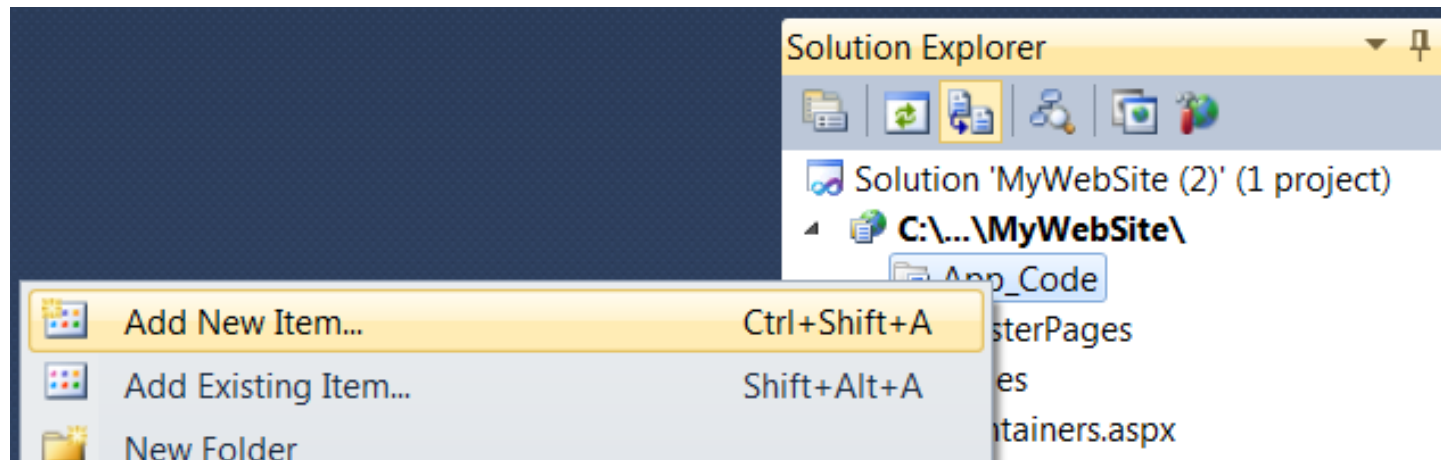 Solution Explorer
Solution 'MyWebSite (2)' (1 project)
C:\...\MyWebSite\
App_Code
Add New Item... Ctrl+Shift+A
sterPages
Add Existing Item... Shift+Alt+A
es
ntainers.aspx
New Folder